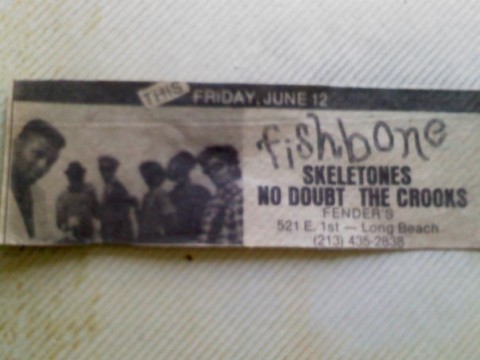 THIS FRIDAY, JUNE 12
fishbone
SKELETONES
NO DOUBT THE CROOKS
FENDER'S
521 E. 1st — Long Beach
(213) 435-2838